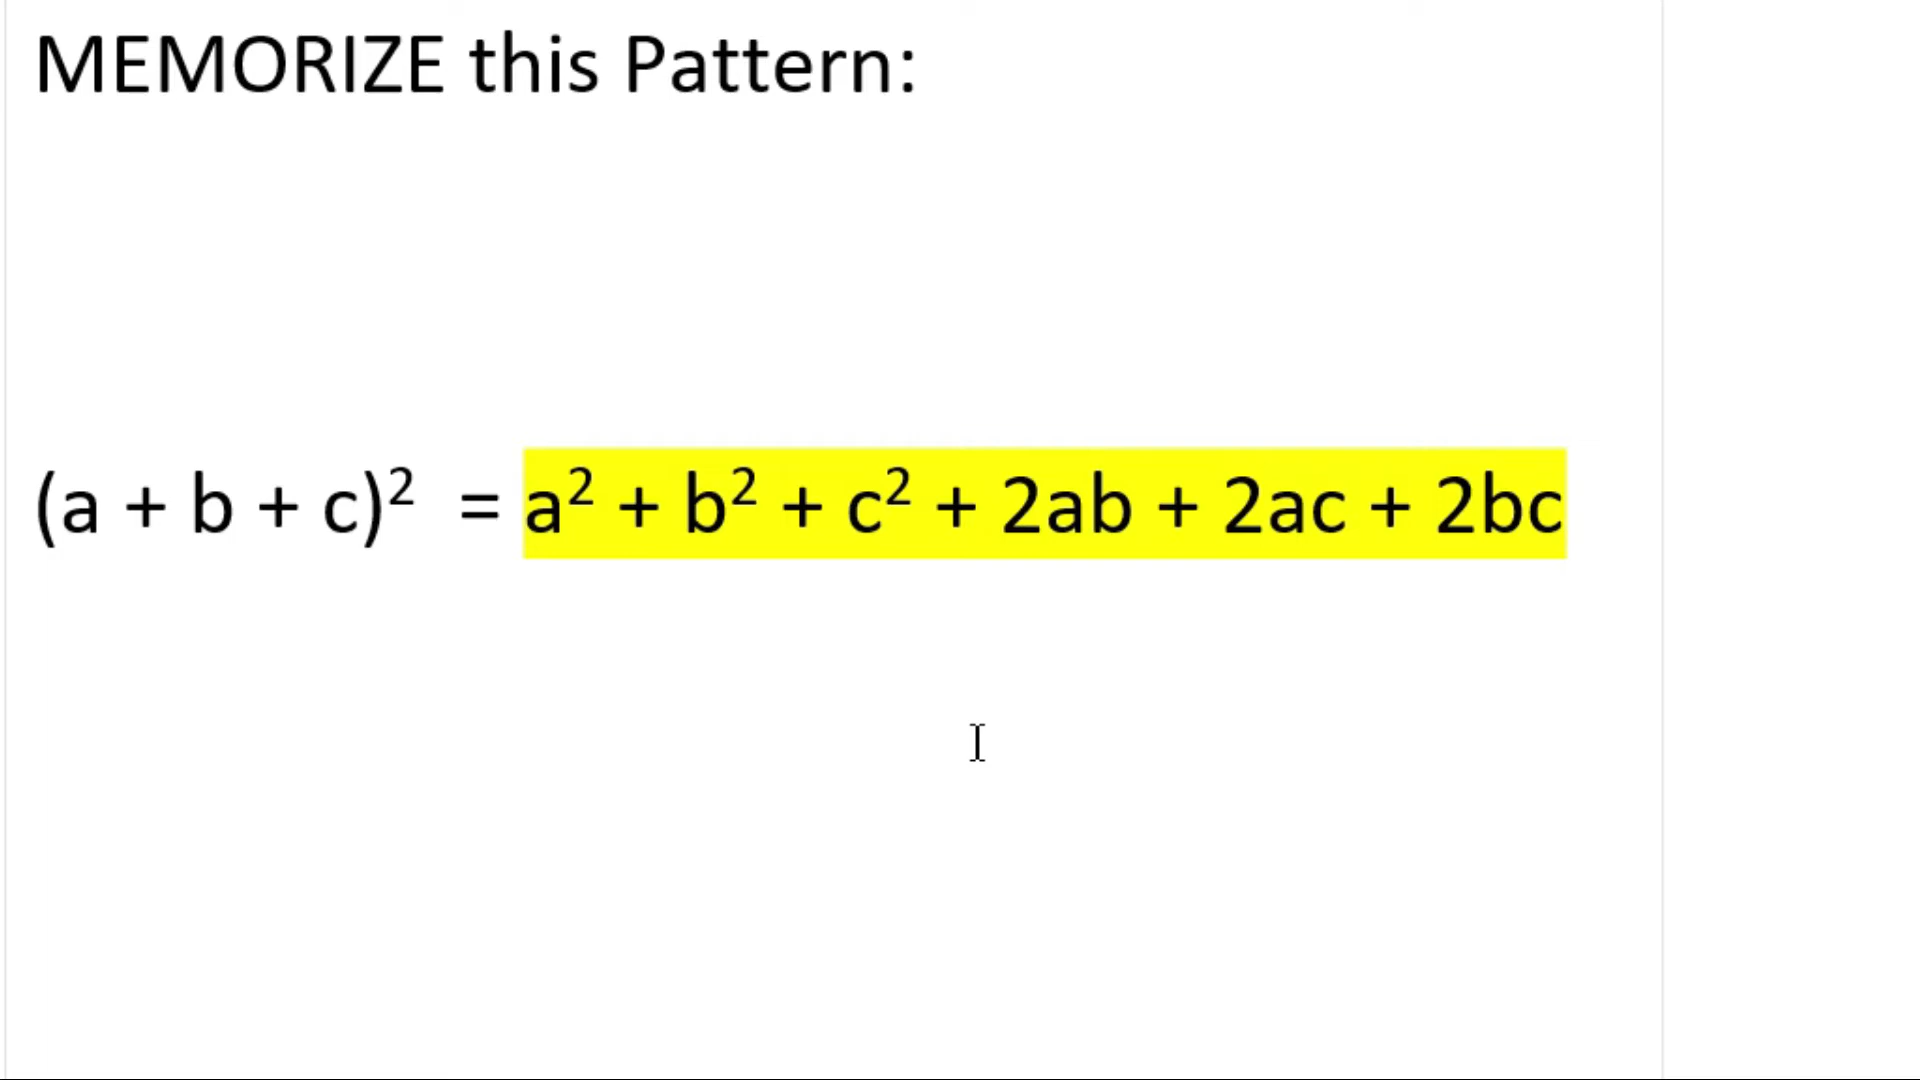 MEMORIZE this Pattern:
(a + b + c)² = a² + b² + c² + 2ab + 2ac + 2bc